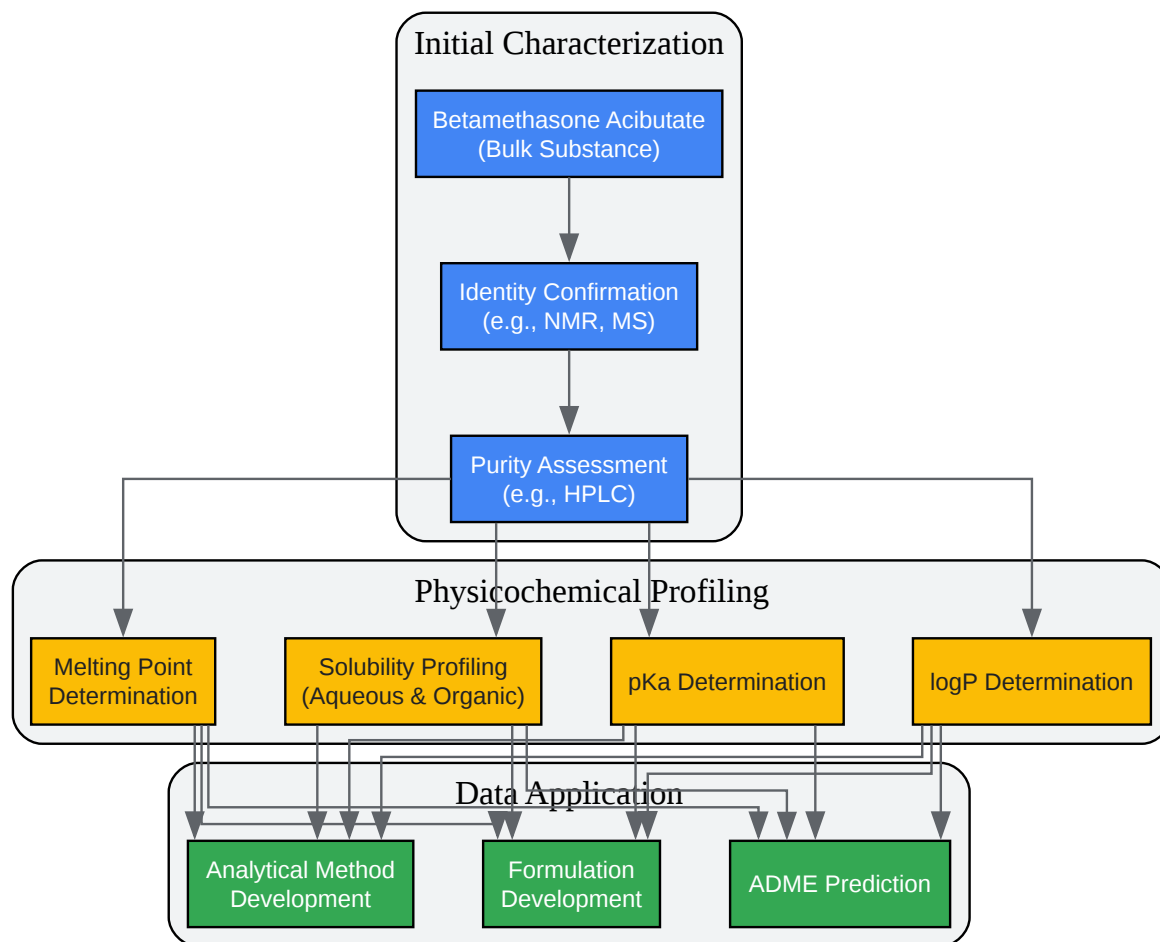 Initial Characterization
Betamethasone Acibutate
(Bulk Substance)
Identity Confirmation
(e.g., NMR, MS)
Purity Assessment
(e.g., HPLC)
Physicochemical Profiling
Melting Point
Determination
Solubility Profiling
(Aqueous & Organic)
pKa Determination
logP Determination
Data Application
Analytical Method
Development
Formulation
Development
ADME Prediction